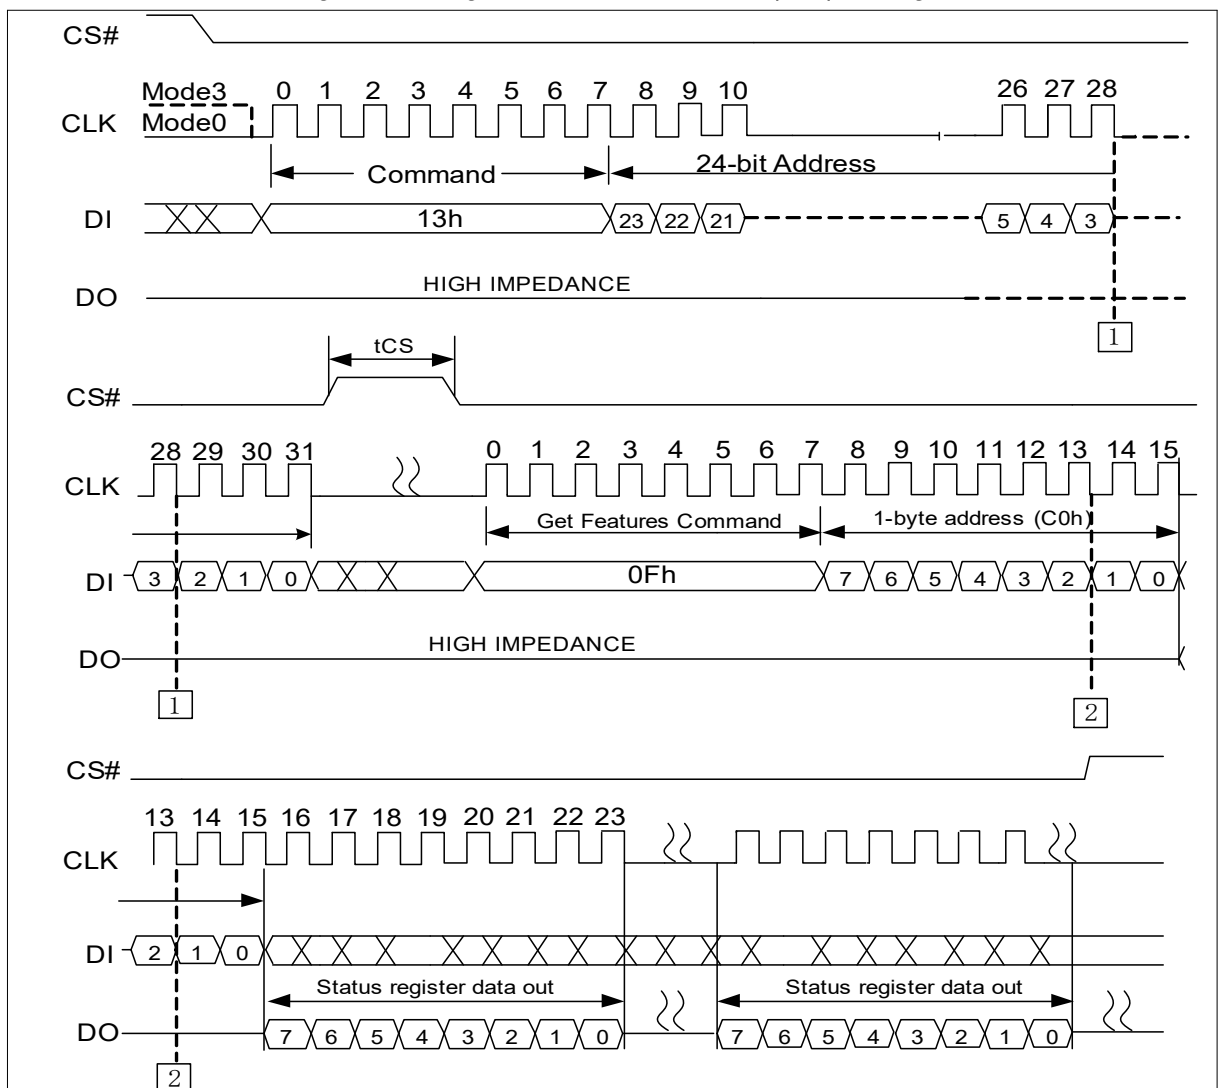 CS#
Mode3 0 1 2 3 4 5 6 7 8 9 10 26 27 28
CLK Mode0
Command 24-bit Address
DI 13h 23 22 21 5 4 3
HIGH IMPEDANCE
DO
1
tCS
CS#
28 29 30 31 0 1 2 3 4 5 6 7 8 9 10 11 12 13 14 15
CLK
Get Features Command 1-byte address (C0h)
DI 3 2 1 0 0Fh 7 6 5 4 3 2 1 0
HIGH IMPEDANCE
DO
1 2
CS#
13 14 15 16 17 18 19 20 21 22 23
CLK
DI 2 1 0
Status register data out Status register data out
DO 7 6 5 4 3 2 1 0 7 6 5 4 3 2 1 0
2